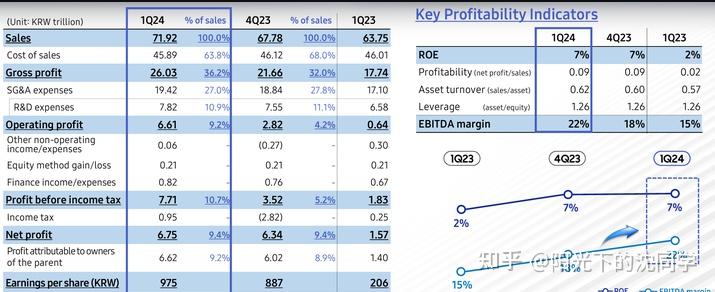 (Unit: KRW trillion) 1Q24 % of sales 4Q23 % of sales 1Q23
Sales 71.92 100.0% 67.78 100.0% 63.75
Cost of sales 45.89 63.8% 46.12 68.0% 46.01
Gross profit 26.03 36.2% 21.66 32.0% 17.74
SG&A expenses 19.42 27.0% 18.84 27.8% 17.10
R&D expenses 7.82 10.9% 7.55 11.1% 6.58
Operating profit 6.61 9.2% 2.82 4.2% 0.64
Other non-operating
income/expenses 0.06 - (0.27) - 0.30
Equity method gain/loss 0.21 - 0.21 - 0.21
Finance income/expenses 0.82 - 0.76 - 0.67
Profit before income tax 7.71 10.7% 3.52 5.2% 1.83
Income tax 0.95 - (2.82) - 0.25
Net profit 6.75 9.4% 6.34 9.4% 1.57
Profit attributable to owners
of the parent 6.62 9.2% 6.02 8.9% 1.40
Earnings per share (KRW) 975 887 206
Key Profitability Indicators
1Q24 4Q23 1Q23
ROE 7% 7% 2%
Profitability (net profit/sales) 0.09 0.09 0.02
Asset turnover (sales/asset) 0.62 0.60 0.57
Leverage (asset/equity) 1.26 1.26 1.26
EBITDA margin 22% 18% 15%
1Q23 4Q23 1Q24
2% 7% 7%
15% 18% 22%
知乎 @阳光下的沈同学
ROE EBITDA margin